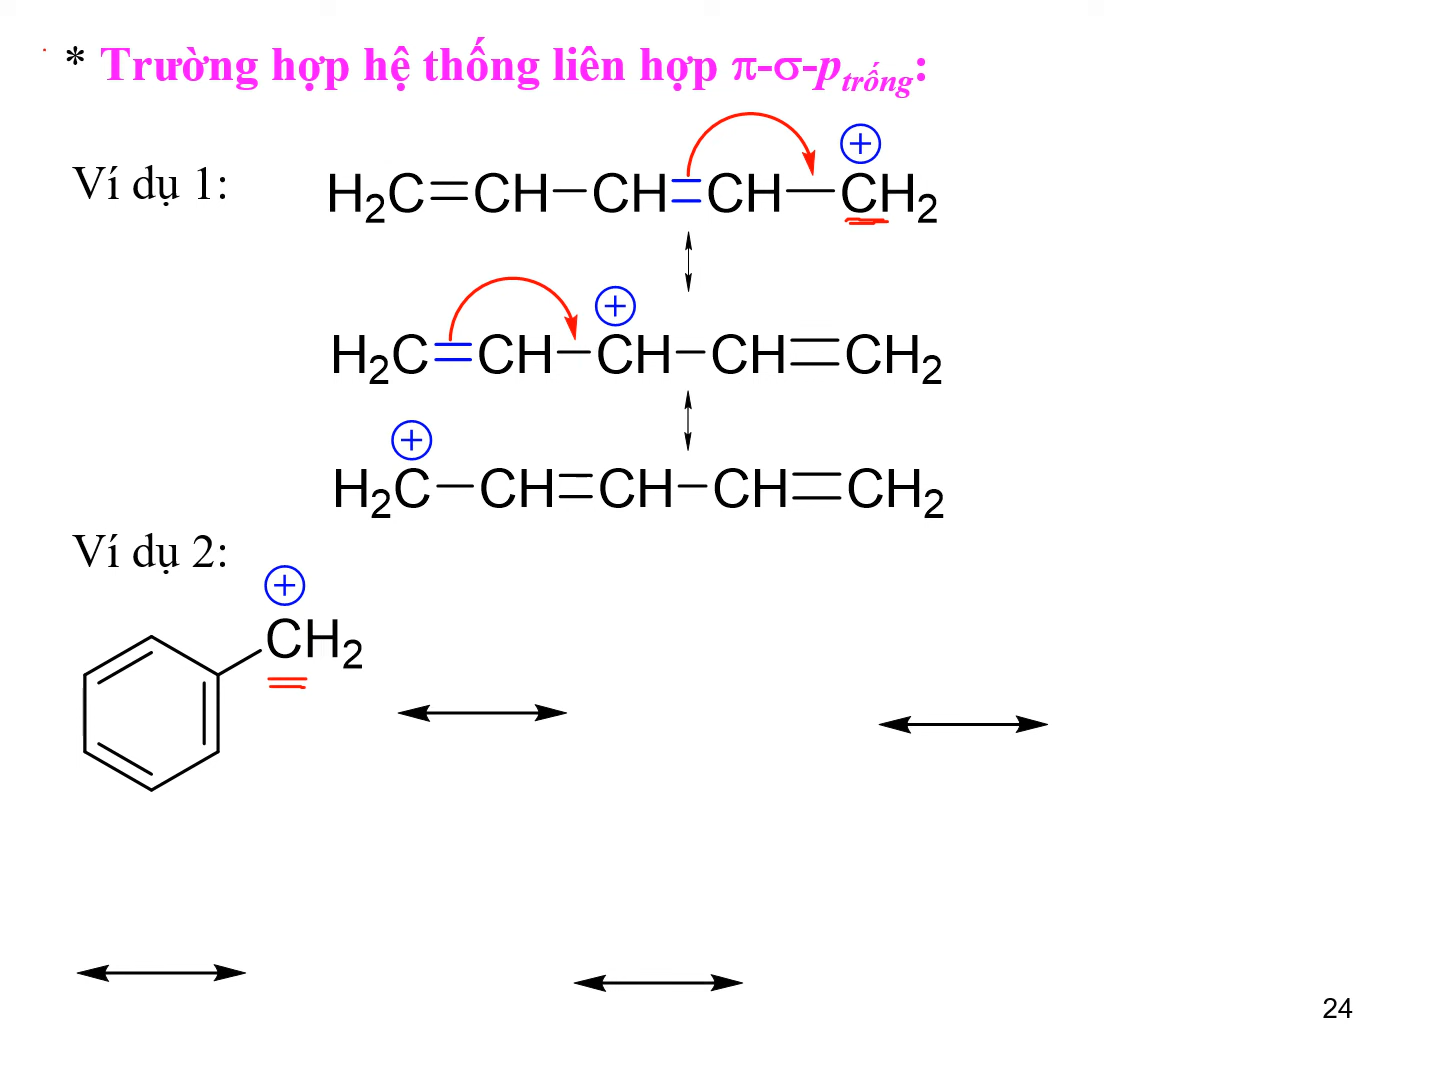 * Trường hợp hệ thống liên hợp π-σ-p trống:
Ví dụ 1:
H₂C=CH–CH=CH–CH₂
⊕
H₂C=CH–CH–CH=CH₂
⊕
H₂C–CH=CH–CH=CH₂
⊕
Ví dụ 2:
⊕
CH₂
24